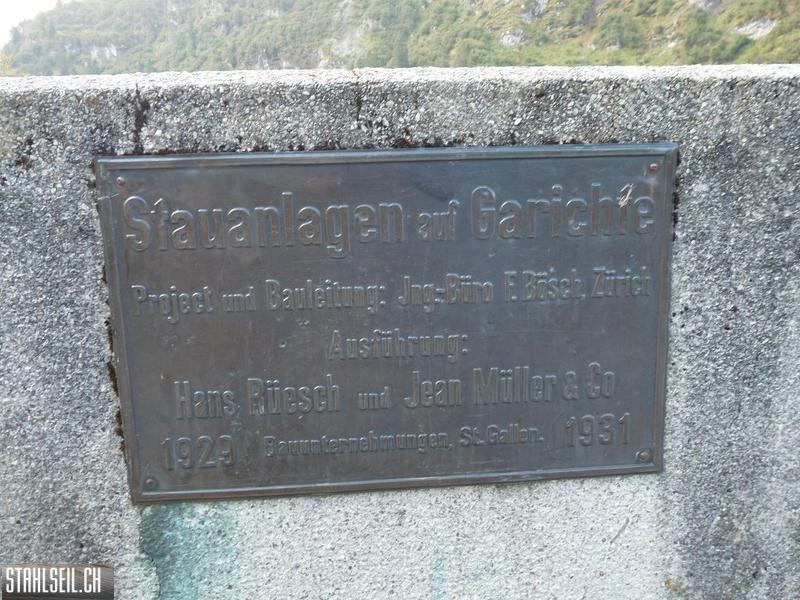 Stauanlagen auf Garichte
Project und Bauleitung: Jng.-Büro F. Bösch, Zürich
Ausführung:
Hans Rüesch und Jean Müller & Co
1929 Bauunternehmungen, St. Gallen. 1931
STAHLSEIL.CH